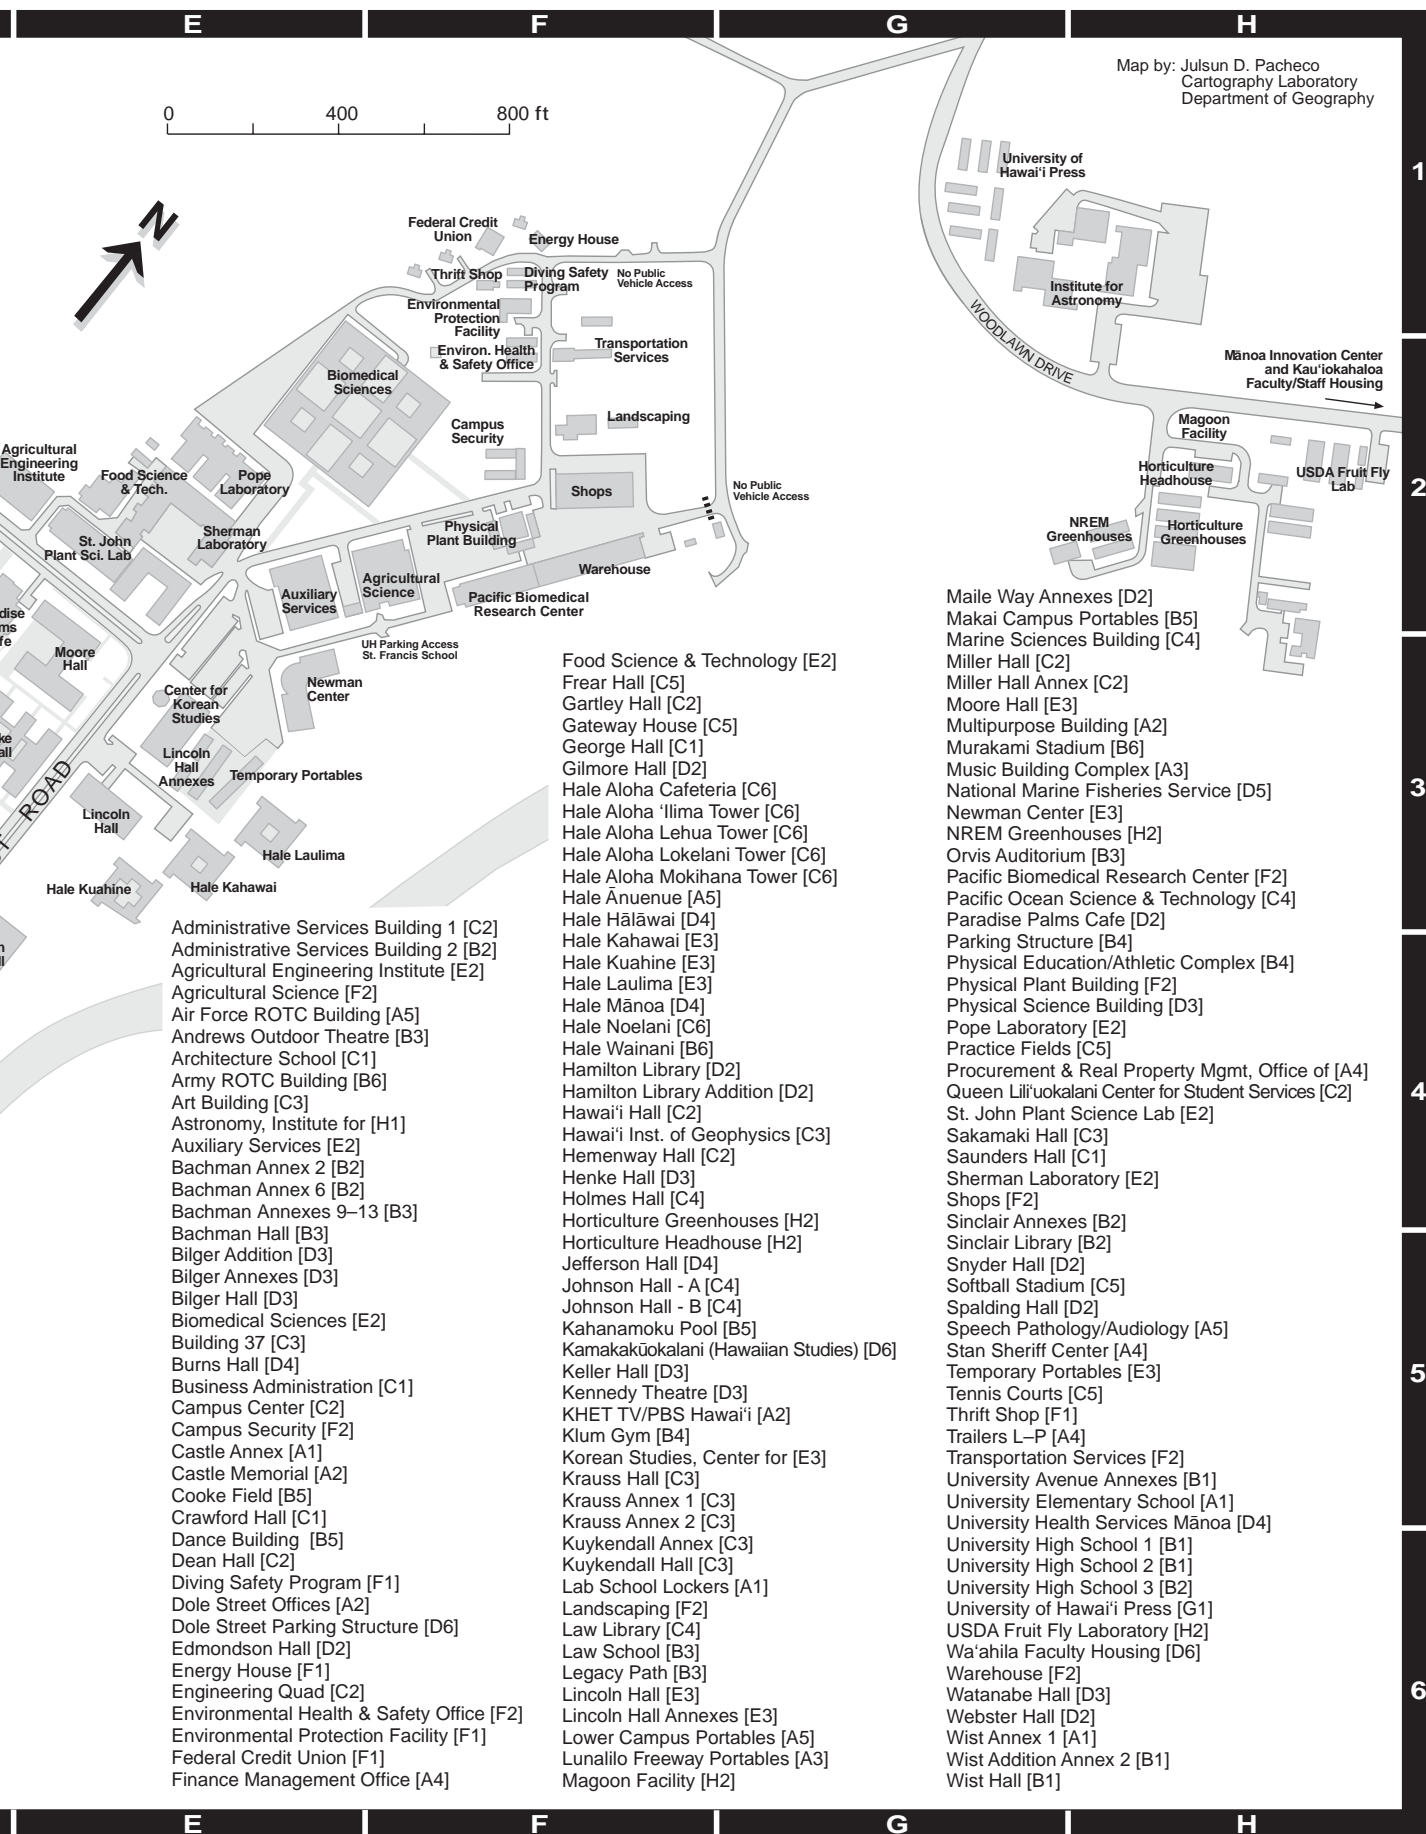 E F G H
Map by: Julsun D. Pacheco
Cartography Laboratory
Department of Geography
0 400 800 ft
N
1
University of
Hawai‘i Press
Federal Credit
Union
Energy House
Thrift Shop
Diving Safety
Program
No Public
Vehicle Access
Environmental
Protection
Facility
Institute for
Astronomy
WOODLAWN DRIVE
Environ. Health
& Safety Office
Transportation
Services
Mānoa Innovation Center
and Kau‘iokahaloa
Faculty/Staff Housing
Biomedical
Sciences
Landscaping
Campus
Security
Magoon
Facility
Agricultural
Engineering
Institute
Food Science
& Tech.
Pope
Laboratory
Horticulture
Headhouse
USDA Fruit Fly
Lab
2
Shops
No Public
Vehicle Access
St. John
Plant Sci. Lab
Sherman
Laboratory
Physical
Plant Building
NREM
Greenhouses
Horticulture
Greenhouses
Warehouse
Auxiliary
Services
Agricultural
Science
Pacific Biomedical
Research Center
dise
ms
fe
Moore
Hall
UH Parking Access
St. Francis School
Center for
Korean
Studies
Newman
Center
ke
all
Lincoln
Hall
Annexes
Temporary Portables
ROAD
3
Lincoln
Hall
Hale Laulima
Hale Kuahine
Hale Kahawai
4
5
6
Administrative Services Building 1 [C2]
Administrative Services Building 2 [B2]
Agricultural Engineering Institute [E2]
Agricultural Science [F2]
Air Force ROTC Building [A5]
Andrews Outdoor Theatre [B3]
Architecture School [C1]
Army ROTC Building [B6]
Art Building [C3]
Astronomy, Institute for [H1]
Auxiliary Services [E2]
Bachman Annex 2 [B2]
Bachman Annex 6 [B2]
Bachman Annexes 9–13 [B3]
Bachman Hall [B3]
Bilger Addition [D3]
Bilger Annexes [D3]
Bilger Hall [D3]
Biomedical Sciences [E2]
Building 37 [C3]
Burns Hall [D4]
Business Administration [C1]
Campus Center [C2]
Campus Security [F2]
Castle Annex [A1]
Castle Memorial [A2]
Cooke Field [B5]
Crawford Hall [C1]
Dance Building [B5]
Dean Hall [C2]
Diving Safety Program [F1]
Dole Street Offices [A2]
Dole Street Parking Structure [D6]
Edmondson Hall [D2]
Energy House [F1]
Engineering Quad [C2]
Environmental Health & Safety Office [F2]
Environmental Protection Facility [F1]
Federal Credit Union [F1]
Finance Management Office [A4]
Food Science & Technology [E2]
Frear Hall [C5]
Gartley Hall [C2]
Gateway House [C5]
George Hall [C1]
Gilmore Hall [D2]
Hale Aloha Cafeteria [C6]
Hale Aloha ‘Ilima Tower [C6]
Hale Aloha Lehua Tower [C6]
Hale Aloha Lokelani Tower [C6]
Hale Aloha Mokihana Tower [C6]
Hale Ānuenue [A5]
Hale Hālāwai [D4]
Hale Kahawai [E3]
Hale Kuahine [E3]
Hale Laulima [E3]
Hale Mānoa [D4]
Hale Noelani [C6]
Hale Wainani [B6]
Hamilton Library [D2]
Hamilton Library Addition [D2]
Hawai‘i Hall [C2]
Hawai‘i Inst. of Geophysics [C3]
Hemenway Hall [C2]
Henke Hall [D3]
Holmes Hall [C4]
Horticulture Greenhouses [H2]
Horticulture Headhouse [H2]
Jefferson Hall [D4]
Johnson Hall - A [C4]
Johnson Hall - B [C4]
Kahanamoku Pool [B5]
Kamakakūokalani (Hawaiian Studies) [D6]
Keller Hall [D3]
Kennedy Theatre [D3]
KHET TV/PBS Hawai‘i [A2]
Klum Gym [B4]
Korean Studies, Center for [E3]
Krauss Hall [C3]
Krauss Annex 1 [C3]
Krauss Annex 2 [C3]
Kuykendall Annex [C3]
Kuykendall Hall [C3]
Lab School Lockers [A1]
Landscaping [F2]
Law Library [C4]
Law School [B3]
Legacy Path [B3]
Lincoln Hall [E3]
Lincoln Hall Annexes [E3]
Lower Campus Portables [A5]
Lunalilo Freeway Portables [A3]
Magoon Facility [H2]
Maile Way Annexes [D2]
Makai Campus Portables [B5]
Marine Sciences Building [C4]
Miller Hall [C2]
Miller Hall Annex [C2]
Moore Hall [E3]
Multipurpose Building [A2]
Murakami Stadium [B6]
Music Building Complex [A3]
National Marine Fisheries Service [D5]
Newman Center [E3]
NREM Greenhouses [H2]
Orvis Auditorium [B3]
Pacific Biomedical Research Center [F2]
Pacific Ocean Science & Technology [C4]
Paradise Palms Cafe [D2]
Parking Structure [B4]
Physical Education/Athletic Complex [B4]
Physical Plant Building [F2]
Physical Science Building [D3]
Pope Laboratory [E2]
Practice Fields [C5]
Procurement & Real Property Mgmt, Office of [A4]
Queen Lili‘uokalani Center for Student Services [C2]
St. John Plant Science Lab [E2]
Sakamaki Hall [C3]
Saunders Hall [C1]
Sherman Laboratory [E2]
Shops [F2]
Sinclair Annexes [B2]
Sinclair Library [B2]
Snyder Hall [D2]
Softball Stadium [C5]
Spalding Hall [D2]
Speech Pathology/Audiology [A5]
Stan Sheriff Center [A4]
Temporary Portables [E3]
Tennis Courts [C5]
Thrift Shop [F1]
Trailers L–P [A4]
Transportation Services [F2]
University Avenue Annexes [B1]
University Elementary School [A1]
University Health Services Mānoa [D4]
University High School 1 [B1]
University High School 2 [B1]
University High School 3 [B2]
University of Hawai‘i Press [G1]
USDA Fruit Fly Laboratory [H2]
Wa‘ahila Faculty Housing [D6]
Warehouse [F2]
Watanabe Hall [D3]
Webster Hall [D2]
Wist Annex 1 [A1]
Wist Addition Annex 2 [B1]
Wist Hall [B1]
E F G H